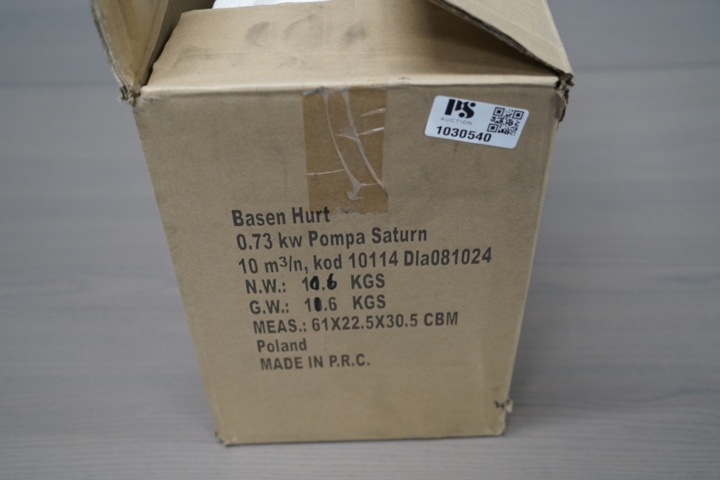 PS
AUCTION
1030540
Basen Hurt
0.73 kw Pompa Saturn
10 m³/n, kod 10114 Dla081024
N.W.: 10.6 KGS
G.W.: 11.6 KGS
MEAS.: 61X22.5X30.5 CBM
Poland
MADE IN P.R.C.